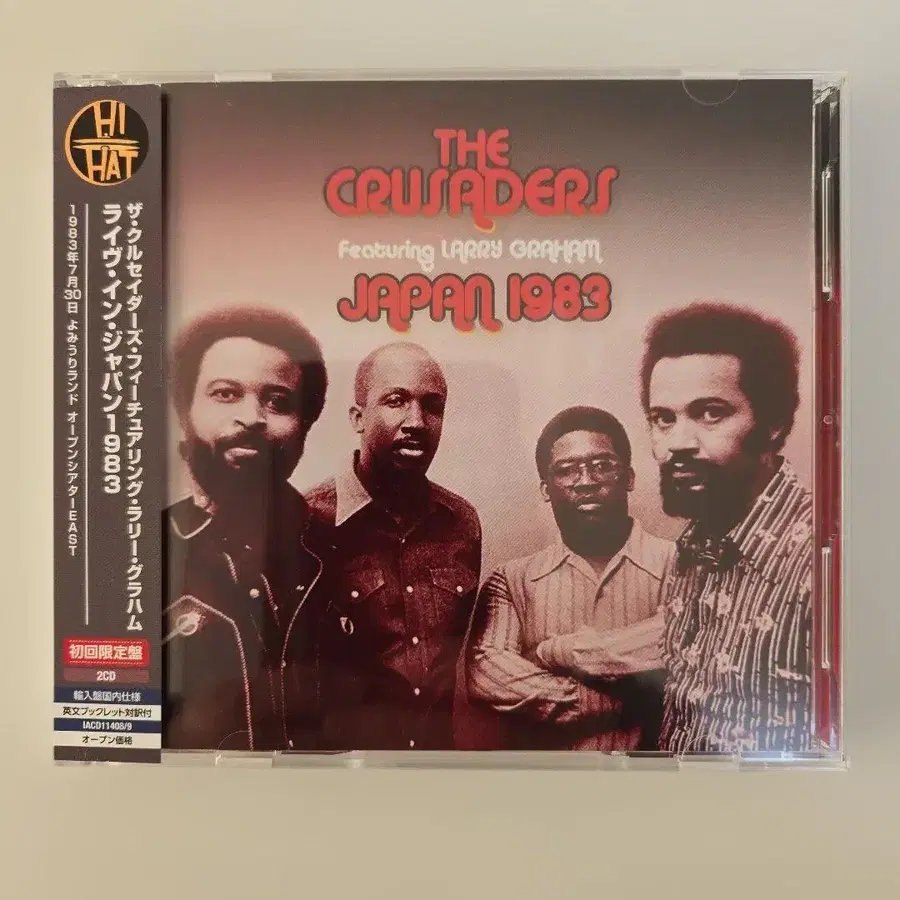 HI
HAT
ザ・クルセイダーズ・フィーチュアリング・ラリー・グラハム
ライヴ・イン・ジャパン1983
1983年7月30日 よみうりランド オープンシアターEAST
初回限定盤
2CD
輸入盤国内仕様
英文ブックレット対訳付
IACD11408/9
オープン価格
THE
CRUSADERS
Featuring LARRY GRAHAM
JAPAN 1983